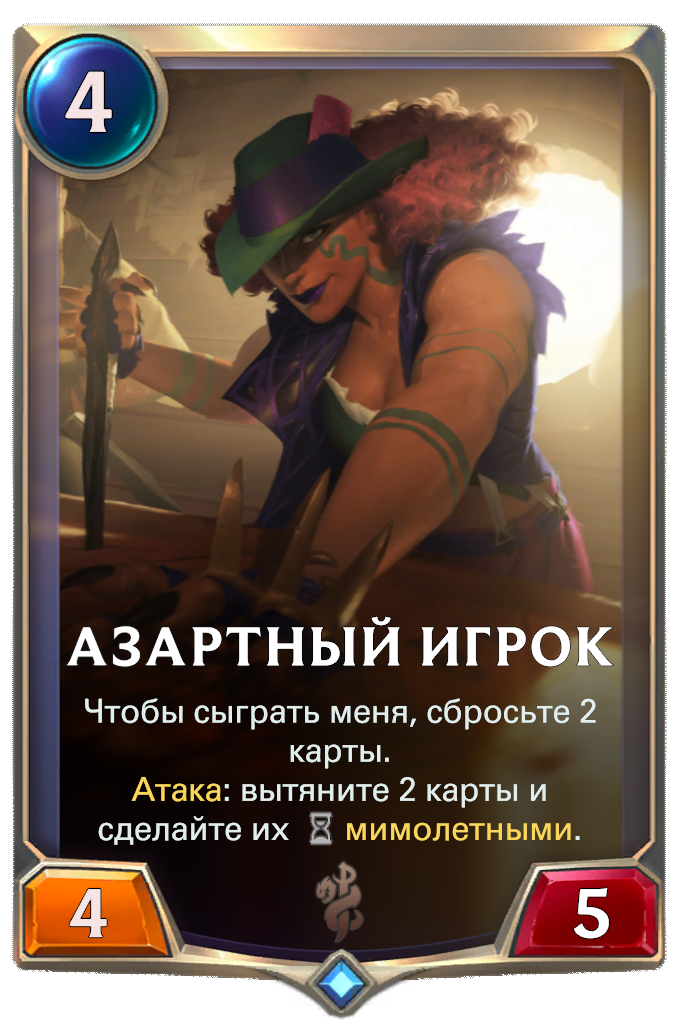 4
АЗАРТНЫЙ ИГРОК
Чтобы сыграть меня, сбросьте 2
карты.
Атака: вытяните 2 карты и
сделайте их мимолетными.
4
5